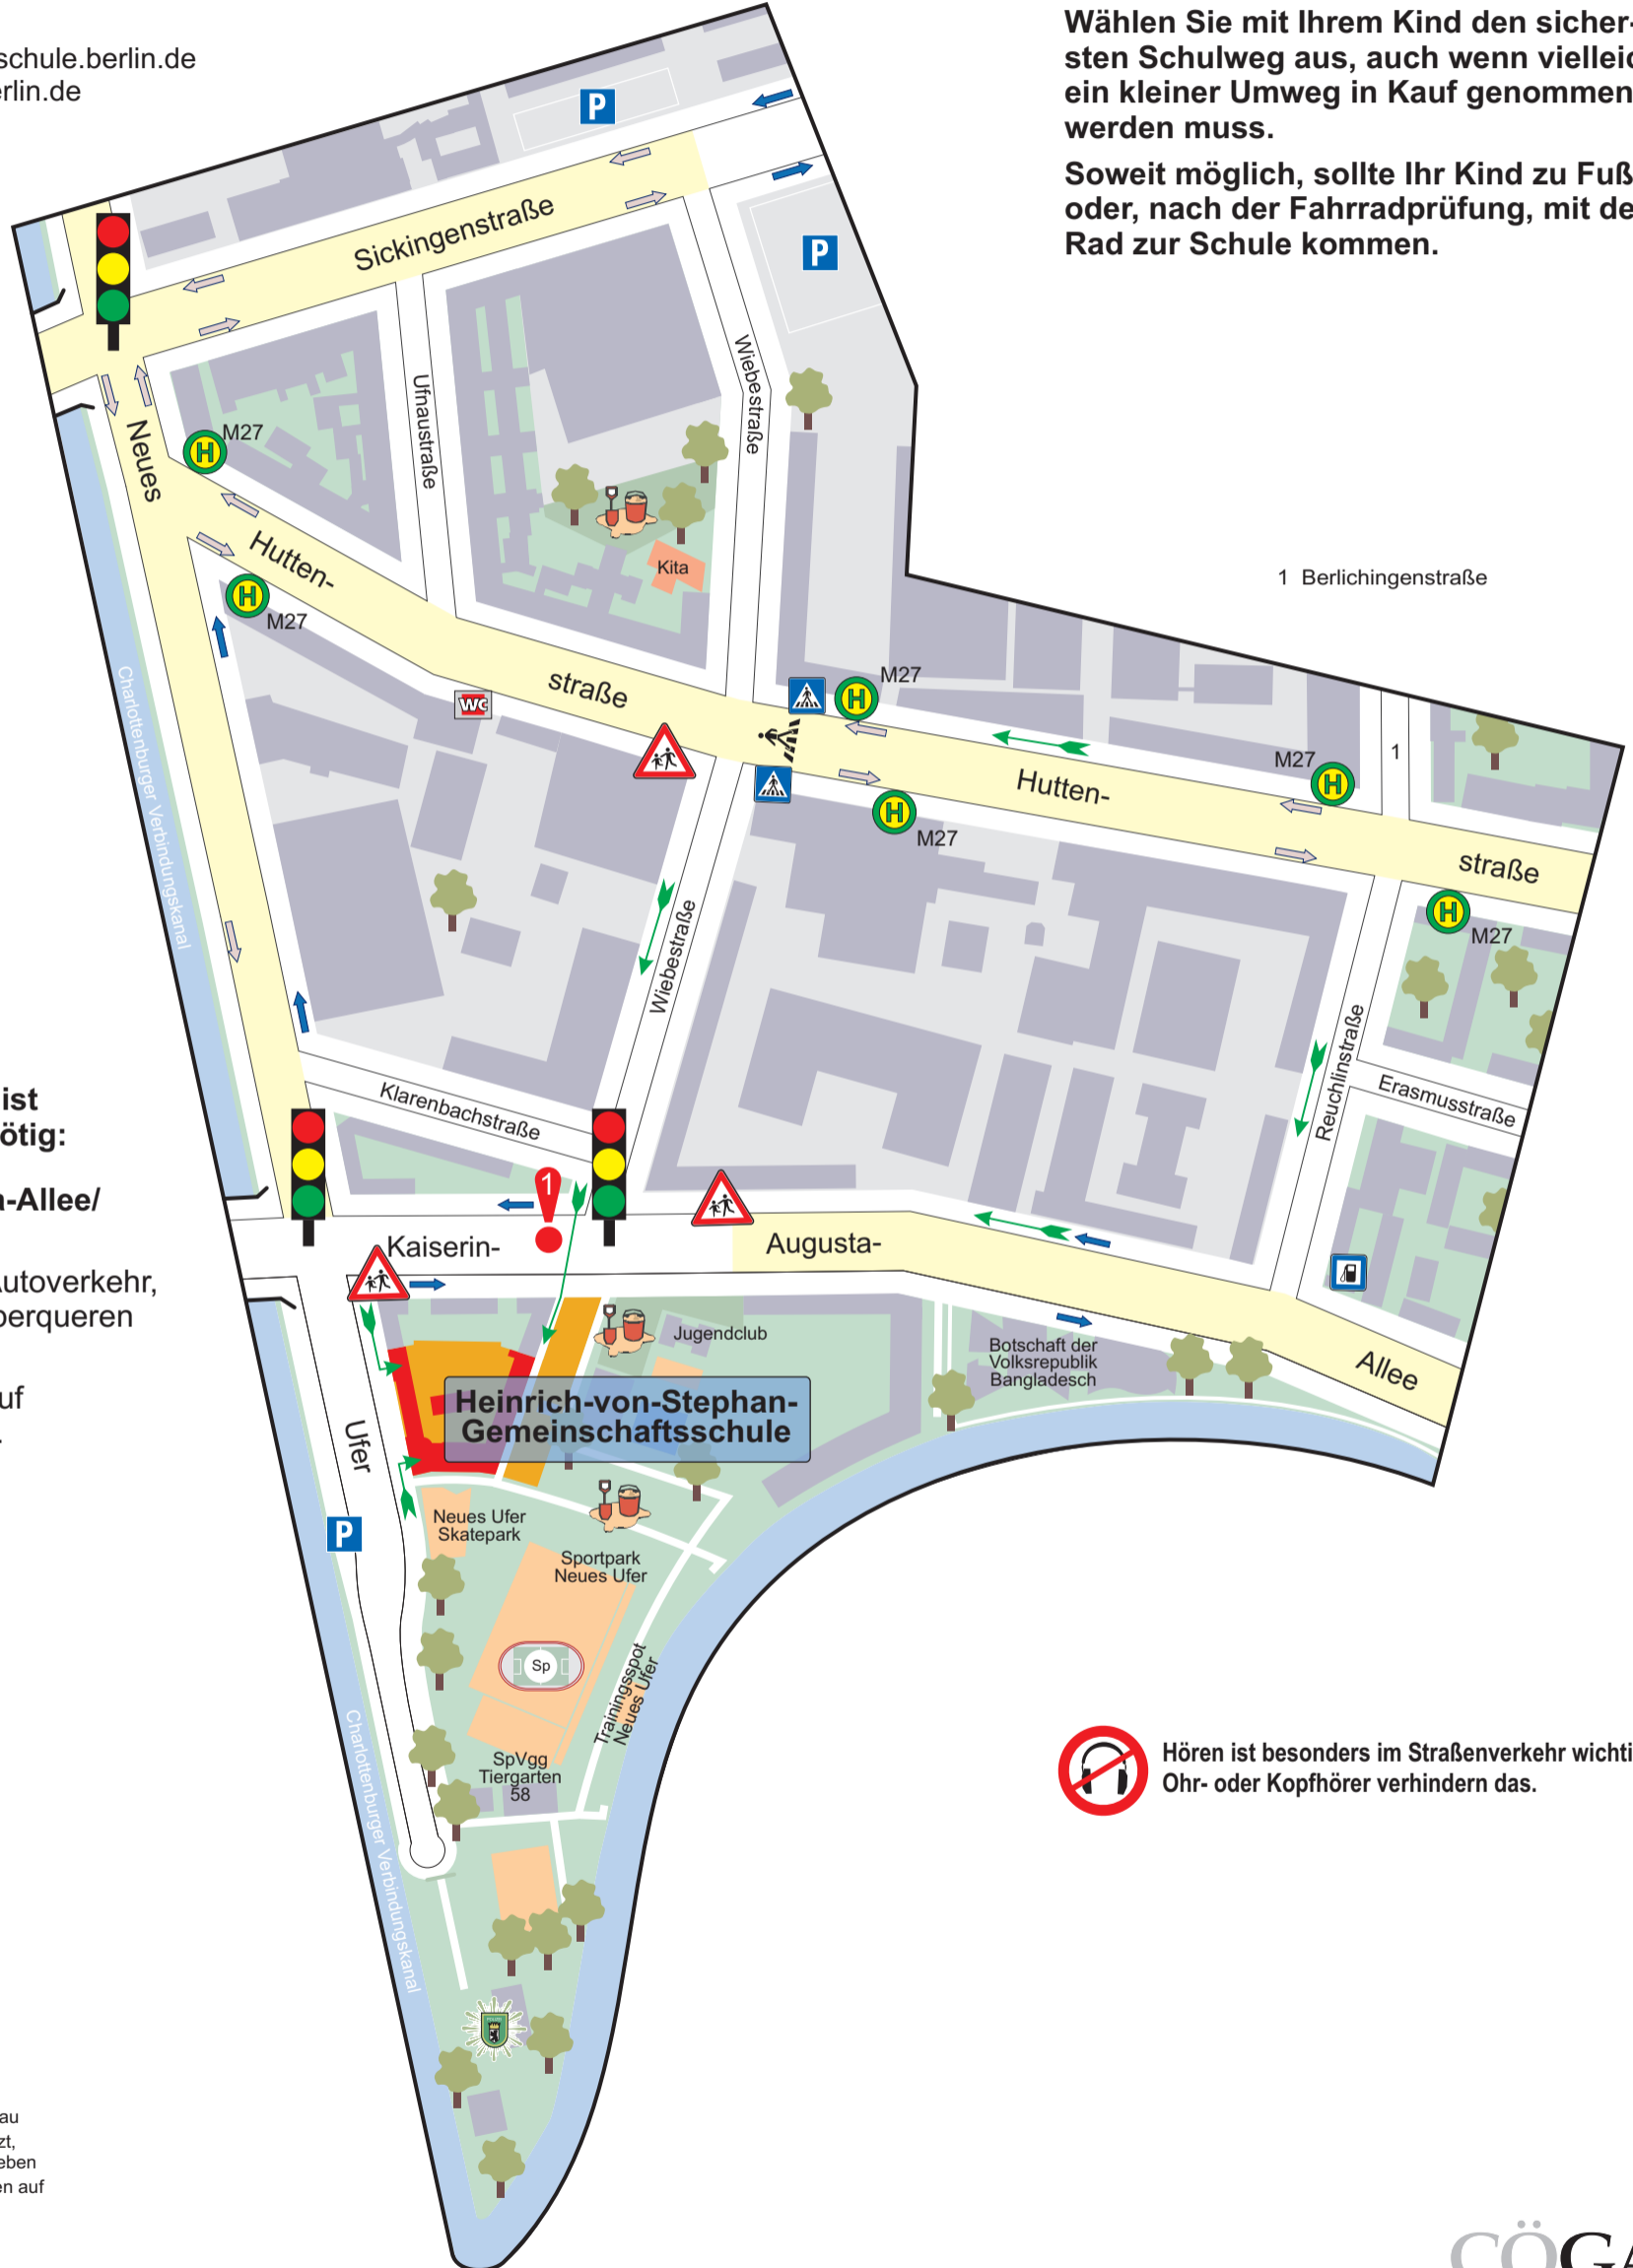 schule.berlin.de
erlin.de
Wählen Sie mit Ihrem Kind den sicher-
sten Schulweg aus, auch wenn vielleic
ein kleiner Umweg in Kauf genommen
werden muss.
Soweit möglich, sollte Ihr Kind zu Fuß
oder, nach der Fahrradprüfung, mit de
Rad zur Schule kommen.
P
Sickingenstraße
P
Wiebestraße
Ufnaustraße
Neues
H M27
Hutten-
Kita
H
M27
1 Berlichingenstraße
Charlottenburger Verbindungskanal
straße
WC
H M27
Hutten-
M27 H
1
H
M27
straße
H
M27
Wiebestraße
Reuchlinstraße
Erasmusstraße
Klarenbachstraße
ist
ötig:
a-Allee/
Autoverkehr,
perqueren
uf
1
Kaiserin-
Augusta-
Allee
Jugendclub
Botschaft der
Volksrepublik
Bangladesch
Heinrich-von-Stephan-
Gemeinschaftsschule
Ufer
P
Neues Ufer
Skatepark
Sportpark
Neues Ufer
Sp
Trainingsspot
Neues Ufer
SpVgg
Tiergarten
58
Charlottenburger Verbindungskanal
Hören ist besonders im Straßenverkehr wichti
Ohr- oder Kopfhörer verhindern das.
au
zt,
eben
en auf
CÖGA